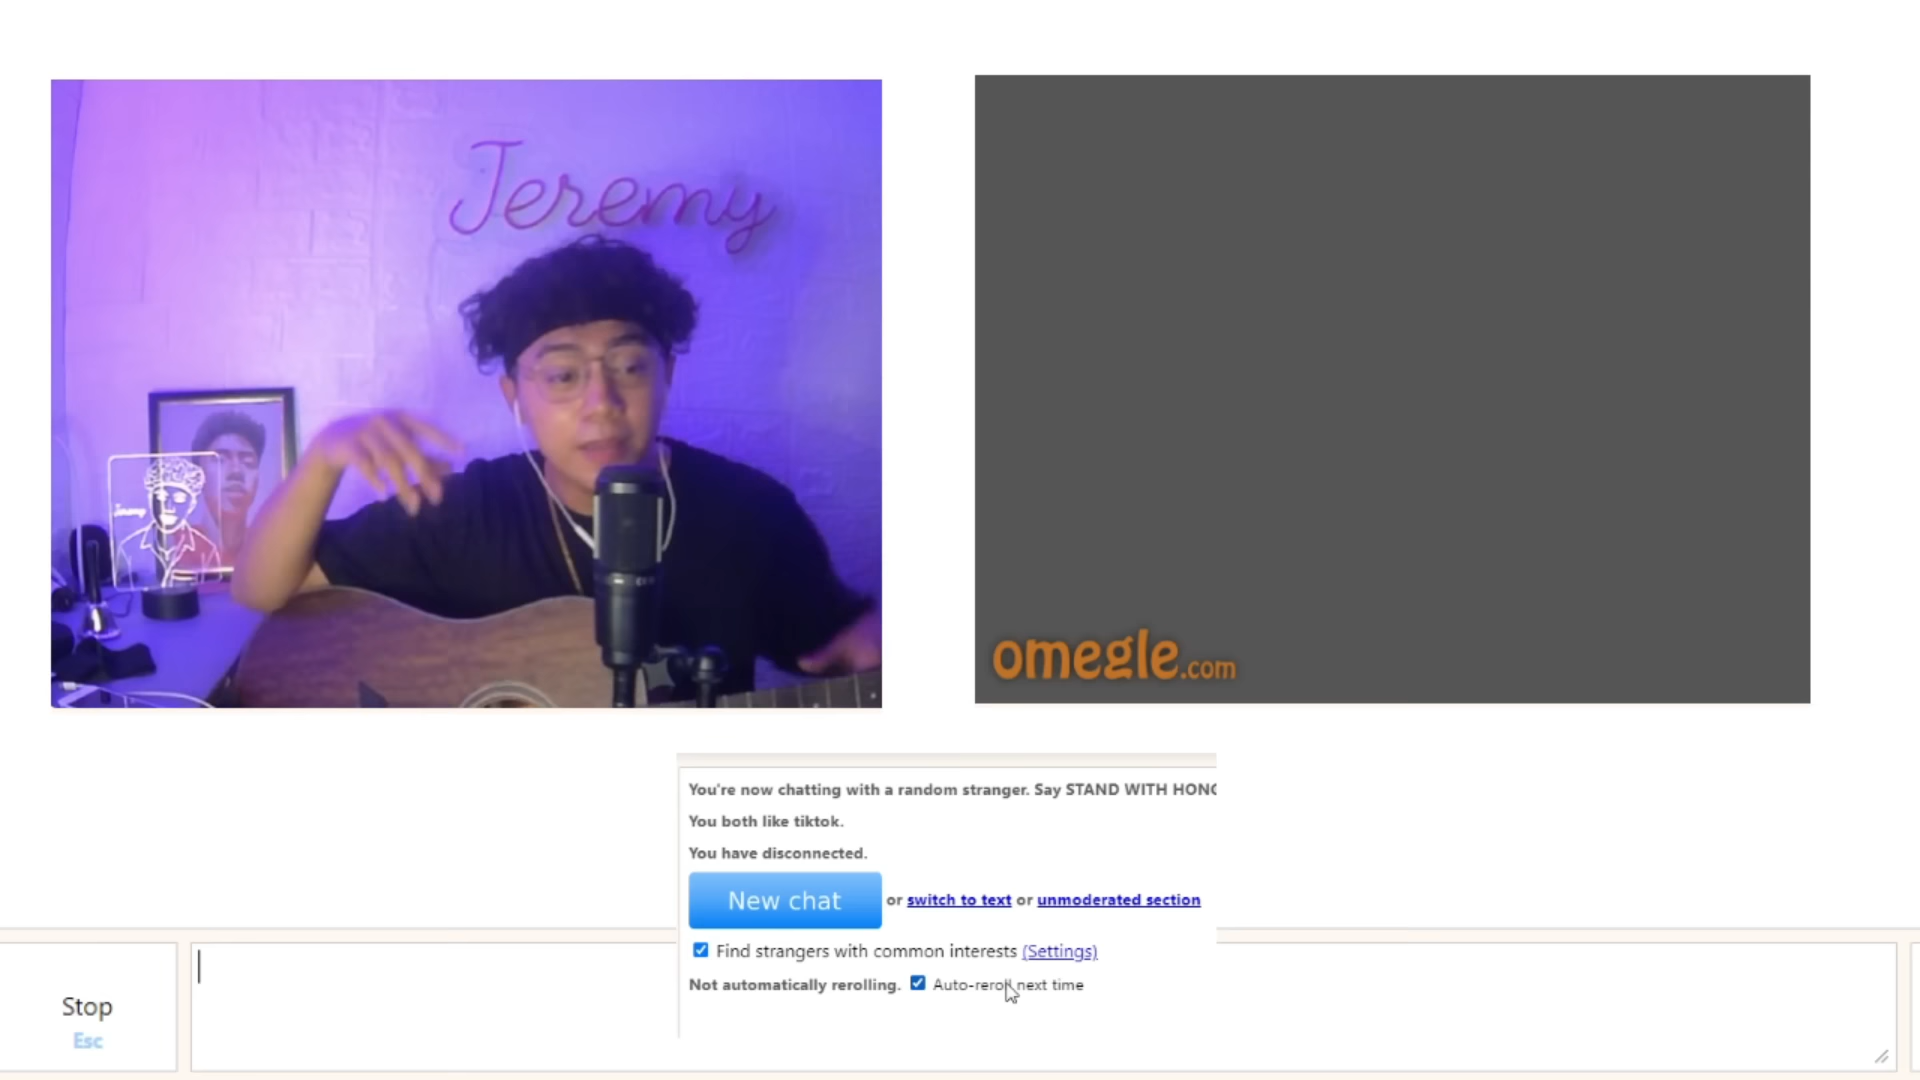 Jeremy
Jeremy
omegle.com
You're now chatting with a random stranger. Say STAND WITH HONG
You both like tiktok.
You have disconnected.
New chat or switch to text or unmoderated section
Find strangers with common interests (Settings)
Not automatically rerolling. Auto-reroll next time
Stop
Esc